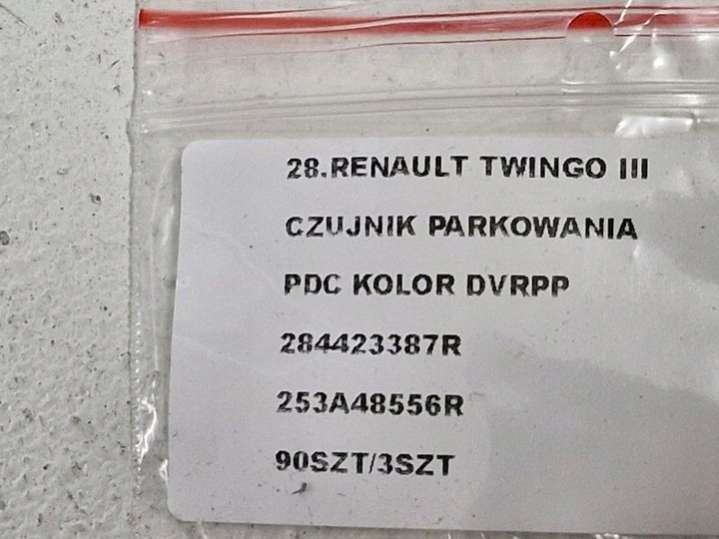 28.RENAULT TWINGO III
CZUJNIK PARKOWANIA
PDC KOLOR DVRPP
284423387R
253A48556R
90SZT/3SZT